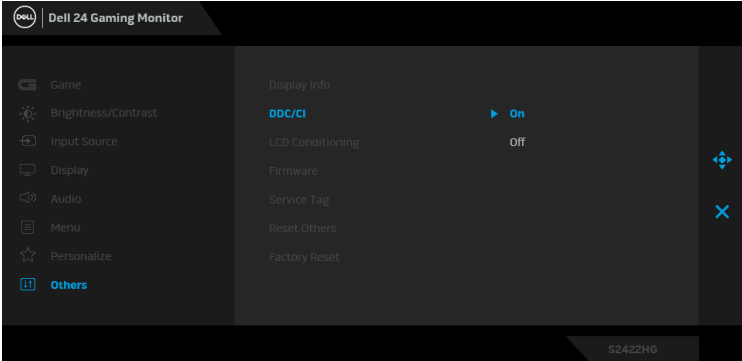 DELL
Dell 24 Gaming Monitor
Game
Brightness/Contrast
Input Source
Display
Audio
Menu
Personalize
Others
Display Info
DDC/CI
On
Off
LCD Conditioning
Firmware
Service Tag
Reset Others
Factory Reset
S2422HG